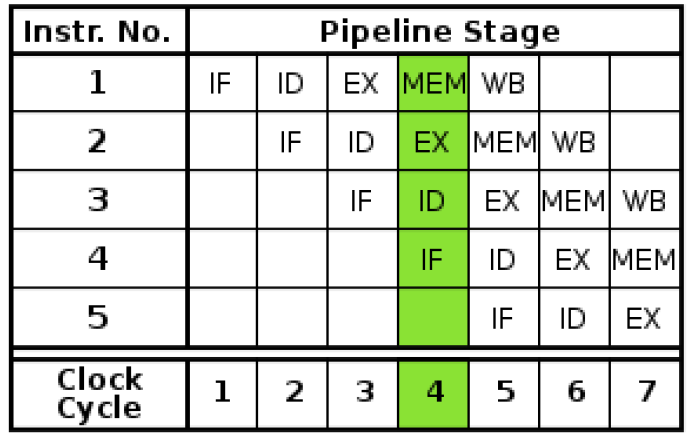 Instr. No. Pipeline Stage
1 IF ID EX MEM WB
2 IF ID EX MEM WB
3 IF ID EX MEM WB
4 IF ID EX MEM
5 IF ID EX
Clock
Cycle 1 2 3 4 5 6 7